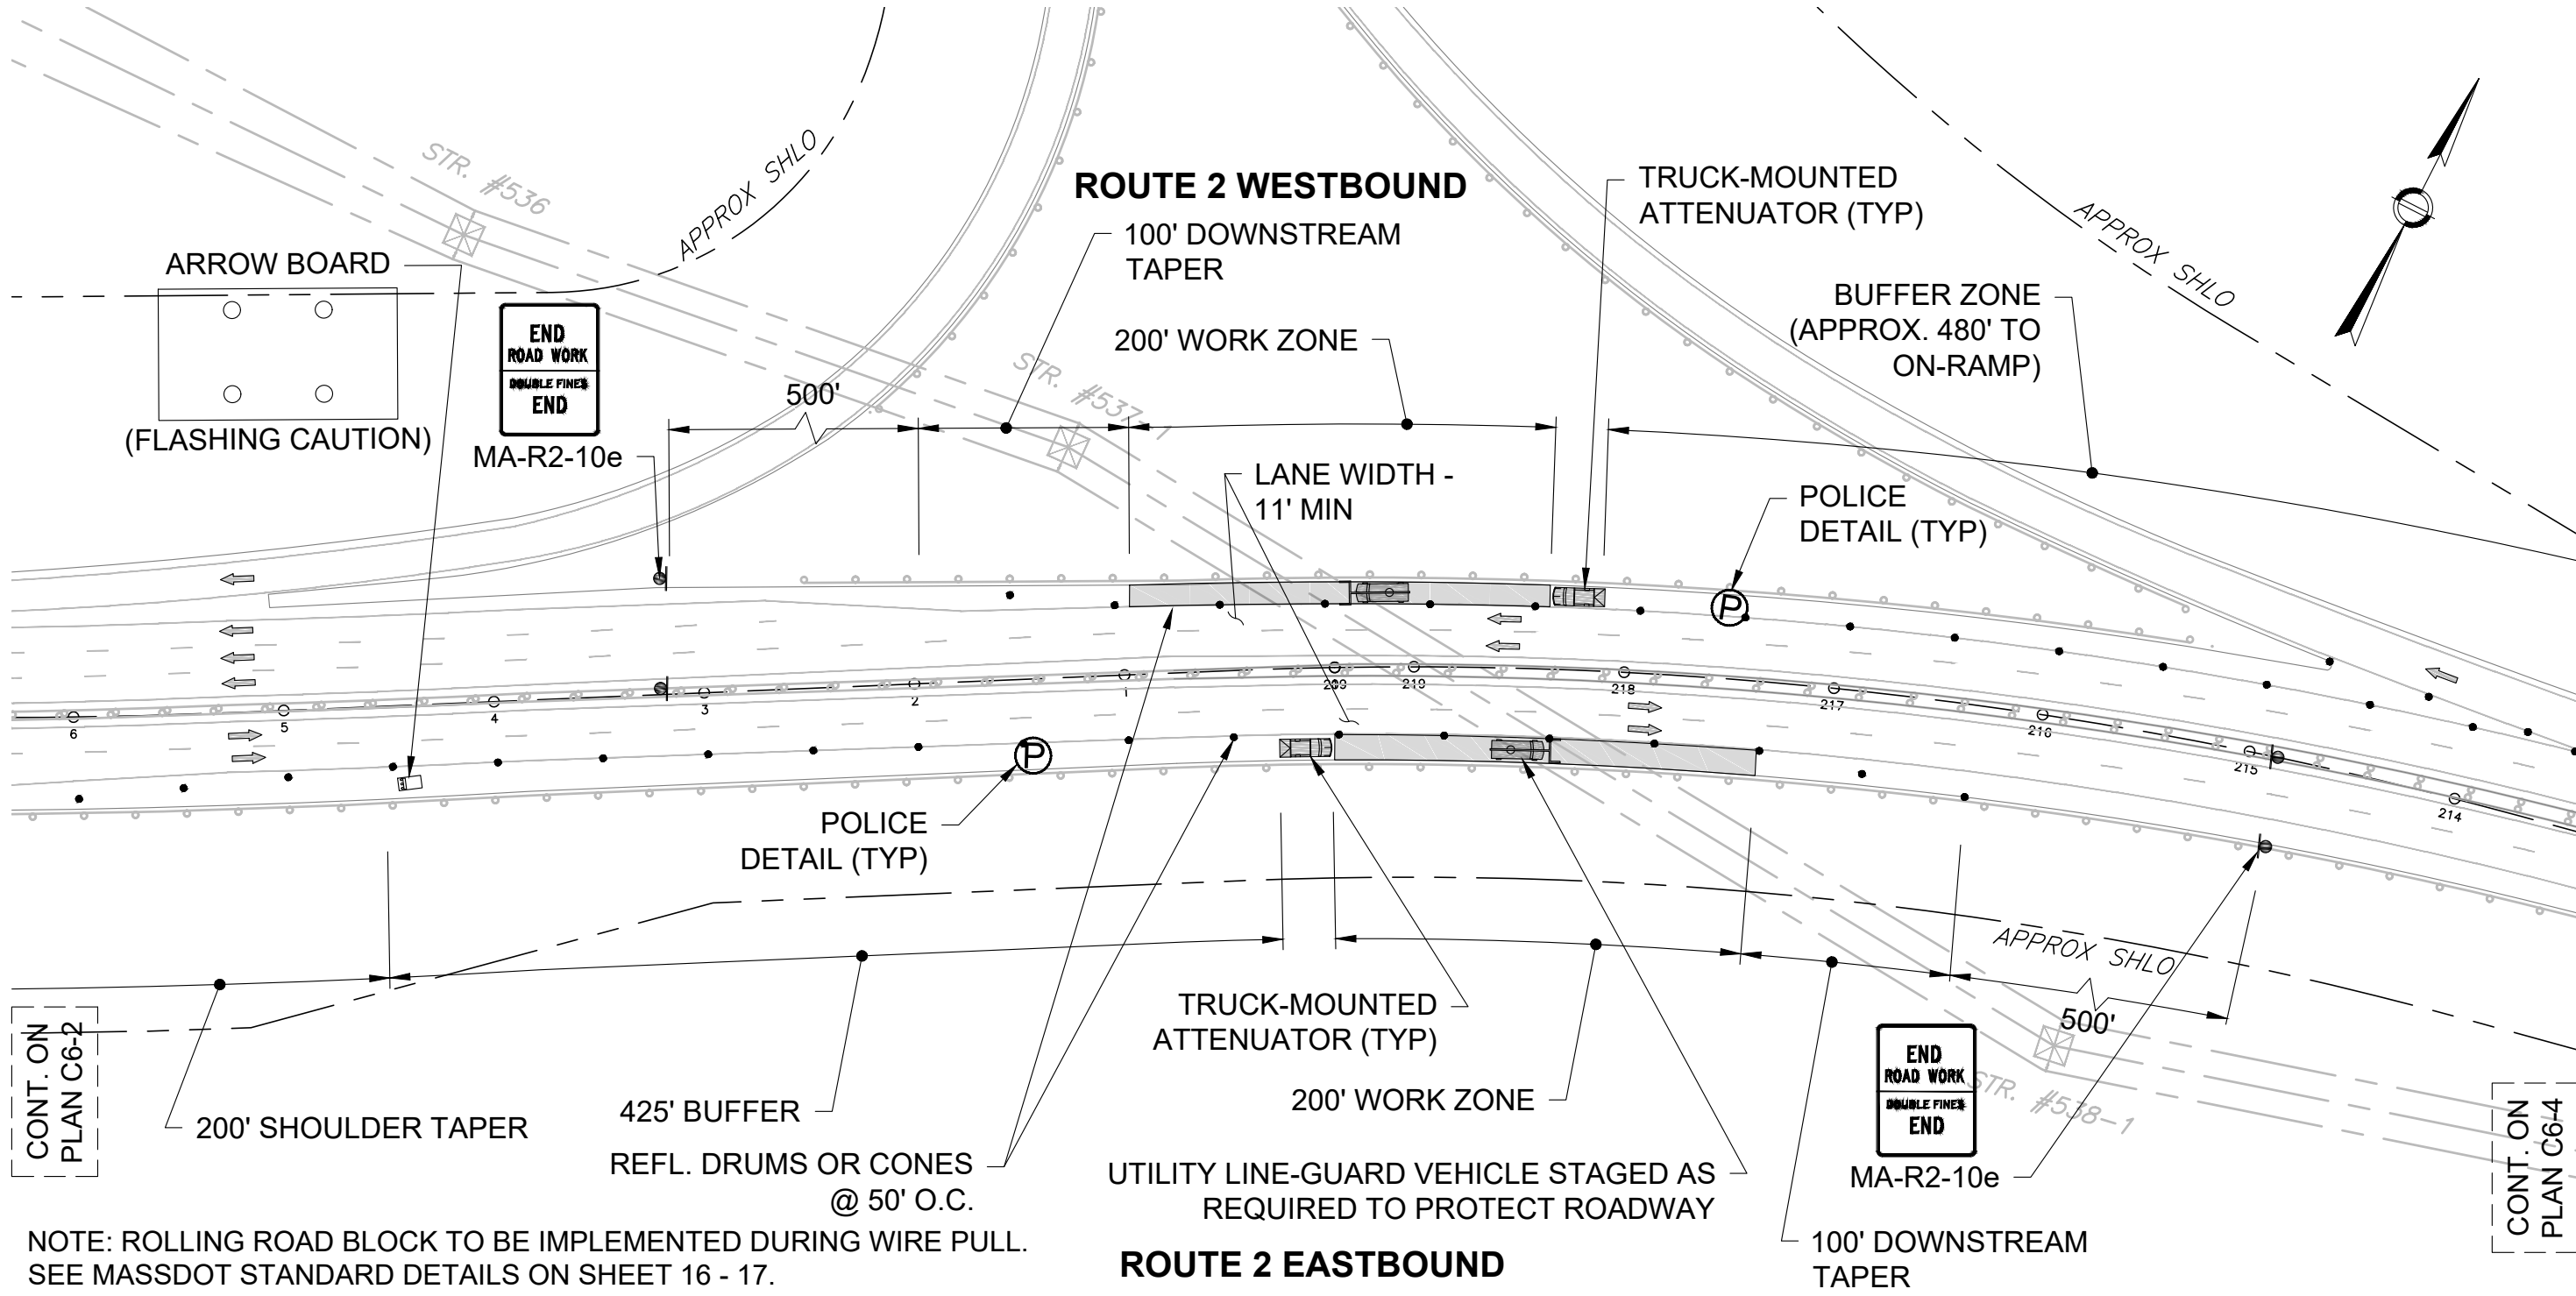 STR. #536
APPROX SHLO
ROUTE 2 WESTBOUND
100' DOWNSTREAM
TAPER
TRUCK-MOUNTED
ATTENUATOR (TYP)
APPROX SHLO
ARROW BOARD
(FLASHING CAUTION)
END
ROAD WORK
DOUBLE FINES
END
MA-R2-10e
500'
200' WORK ZONE
STR. #537-1
BUFFER ZONE
(APPROX. 480' TO
ON-RAMP)
LANE WIDTH -
11' MIN
POLICE
DETAIL (TYP)
P
6
5
4
3
2
1
219
218
217
216
215
214
P
POLICE
DETAIL (TYP)
APPROX SHLO
CONT. ON
PLAN C6-2
200' SHOULDER TAPER
425' BUFFER
REFL. DRUMS OR CONES
@ 50' O.C.
TRUCK-MOUNTED
ATTENUATOR (TYP)
200' WORK ZONE
UTILITY LINE-GUARD VEHICLE STAGED AS
REQUIRED TO PROTECT ROADWAY
500'
END
ROAD WORK
DOUBLE FINES
END
MA-R2-10e
STR. #538-1
100' DOWNSTREAM
TAPER
CONT. ON
PLAN C6-4
NOTE: ROLLING ROAD BLOCK TO BE IMPLEMENTED DURING WIRE PULL.
SEE MASSDOT STANDARD DETAILS ON SHEET 16 - 17.
ROUTE 2 EASTBOUND